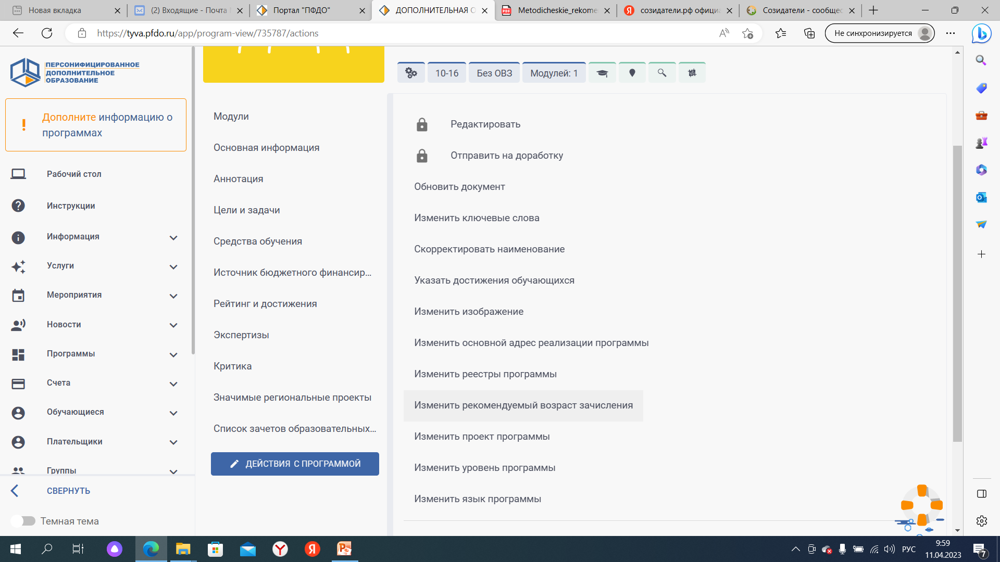 Новая вкладка
(2) Входящие - Почта
Портал "ПФДО"
ДОПОЛНИТЕЛЬНАЯ О
Metodicheskie_rekome
созидатели.рф офици
Созидатели - сообщес
https://tyva.pfdo.ru/app/program-view/735787/actions
Не синхронизируется
ПЕРСОНИФИЦИРОВАННОЕ
ДОПОЛНИТЕЛЬНОЕ
ОБРАЗОВАНИЕ
Дополните информацию о
программах
Рабочий стол
Инструкции
Информация
Услуги
Мероприятия
Новости
Программы
Счета
Обучающиеся
Плательщики
Группы
СВЕРНУТЬ
Темная тема
Модули
Основная информация
Аннотация
Цели и задачи
Средства обучения
Источник бюджетного финансир...
Рейтинг и достижения
Экспертизы
Критика
Значимые региональные проекты
Список зачетов образовательных...
ДЕЙСТВИЯ С ПРОГРАММОЙ
10-16
Без ОВЗ
Модулей: 1
Редактировать
Отправить на доработку
Обновить документ
Изменить ключевые слова
Скорректировать наименование
Указать достижения обучающихся
Изменить изображение
Изменить основной адрес реализации программы
Изменить реестры программы
Изменить рекомендуемый возраст зачисления
Изменить проект программы
Изменить уровень программы
Изменить язык программы
РУС
9:59
11.04.2023
7